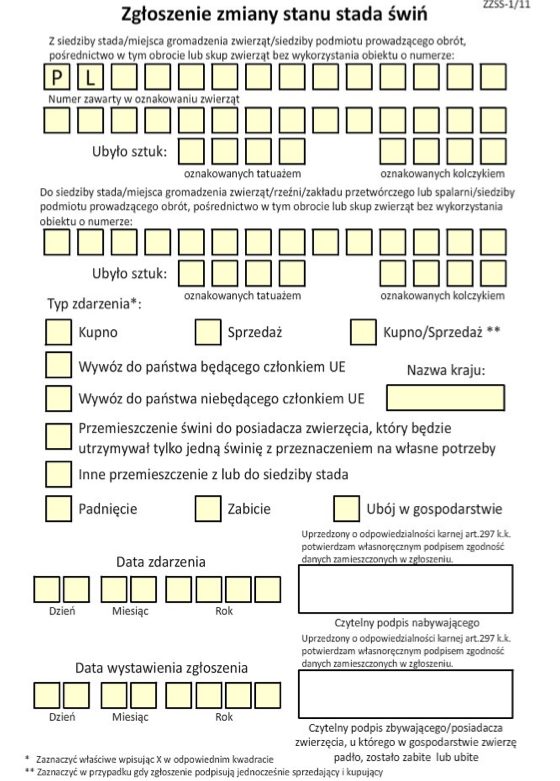 ZZSS-1/11
Zgłoszenie zmiany stanu stada świń
Z siedziby stada/miejsca gromadzenia zwierząt/siedziby podmiotu prowadzącego obrót,
pośrednictwo w tym obrocie lub skup zwierząt bez wykorzystania obiektu o numerze:
P L
Numer zawarty w oznakowaniu zwierząt
Ubyło sztuk:
oznakowanych tatuażem oznakowanych kolczykiem
Do siedziby stada/miejsca gromadzenia zwierząt/rzeźni/zakładu przetwórczego lub spalarni/siedziby
podmiotu prowadzącego obrót, pośrednictwo w tym obrocie lub skup zwierząt bez wykorzystania
obiektu o numerze:
Ubyło sztuk:
oznakowanych tatuażem oznakowanych kolczykiem
Typ zdarzenia*:
Kupno Sprzedaż Kupno/Sprzedaż **
Wywóz do państwa będącego członkiem UE Nazwa kraju:
Wywóz do państwa niebędącego członkiem UE
Przemieszczenie świni do posiadacza zwierzęcia, który będzie
utrzymywał tylko jedną świnię z przeznaczeniem na własne potrzeby
Inne przemieszczenie z lub do siedziby stada
Padnięcie Zabicie Ubój w gospodarstwie
Uprzedzony o odpowiedzialności karnej art.297 k.k.
potwierdzam własnoręcznym podpisem zgodność
danych zamieszczonych w zgłoszeniu.
Data zdarzenia
Dzień Miesiąc Rok
Czytelny podpis nabywającego
Uprzedzony o odpowiedzialności karnej art.297 k.k.
potwierdzam własnoręcznym podpisem zgodność
danych zamieszczonych w zgłoszeniu.
Data wystawienia zgłoszenia
Dzień Miesiąc Rok
Czytelny podpis zbywającego/posiadacza
zwierzęcia, u którego w gospodarstwie zwierzę
padło, zostało zabite lub ubite
* Zaznaczyć właściwe wpisując X w odpowiednim kwadracie
** Zaznaczyć w przypadku gdy zgłoszenie podpisują jednocześnie sprzedający i kupujący